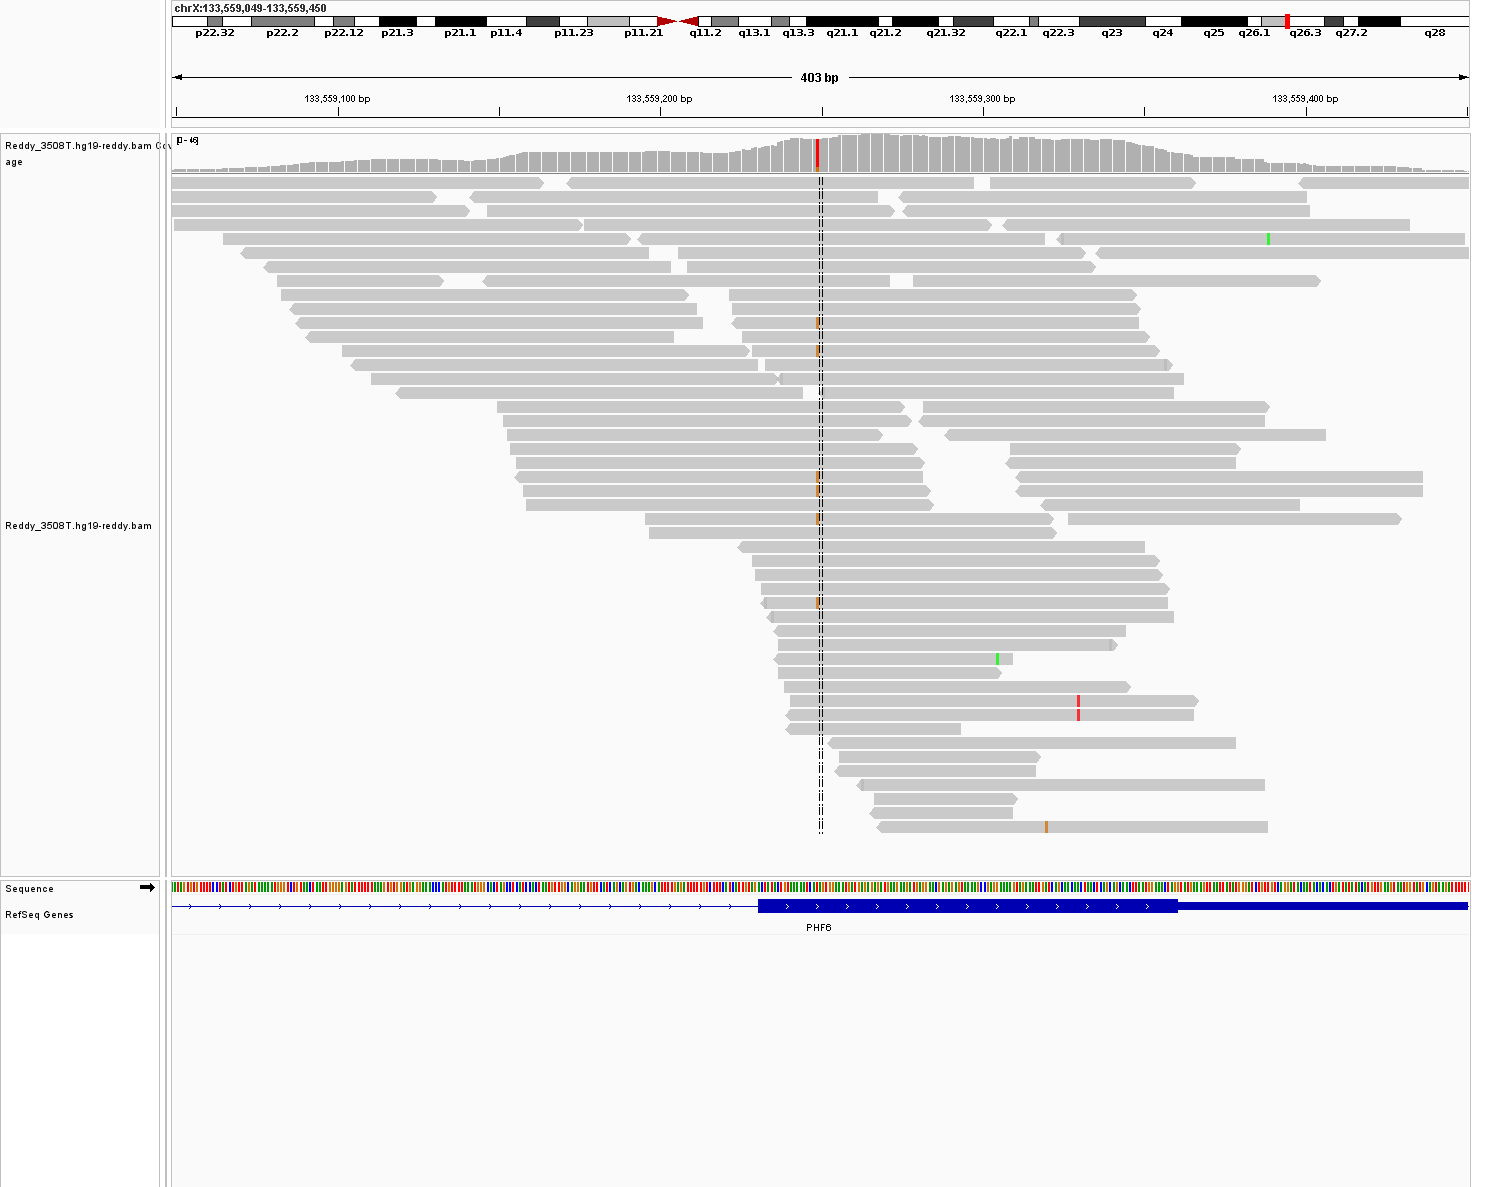 chrX:133,559,049-133,559,450
p22.32 p22.2 p22.12 p21.3 p21.1 p11.4 p11.23 p11.21 q11.2 q13.1 q13.3 q21.1 q21.2 q21.32 q22.1 q22.3 q23 q24 q25 q26.1 q26.3 q27.2 q28
403 bp
133,559,100 bp 133,559,200 bp 133,559,300 bp 133,559,400 bp
Reddy_3508T.hg19-reddy.bam Cov
age
Reddy_3508T.hg19-reddy.bam
Sequence
RefSeq Genes
PHF6